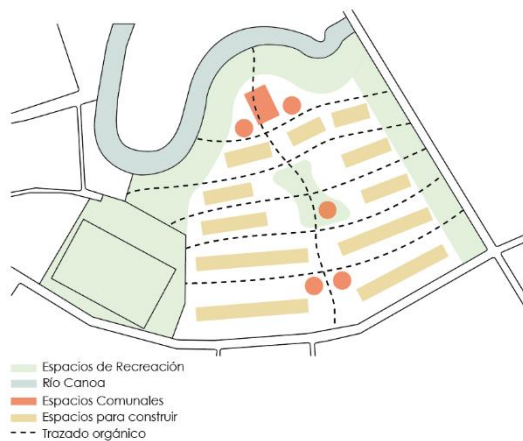 Espacios de Recreación
Río Canoa
Espacios Comunales
Espacios para construir
Trazado orgánico